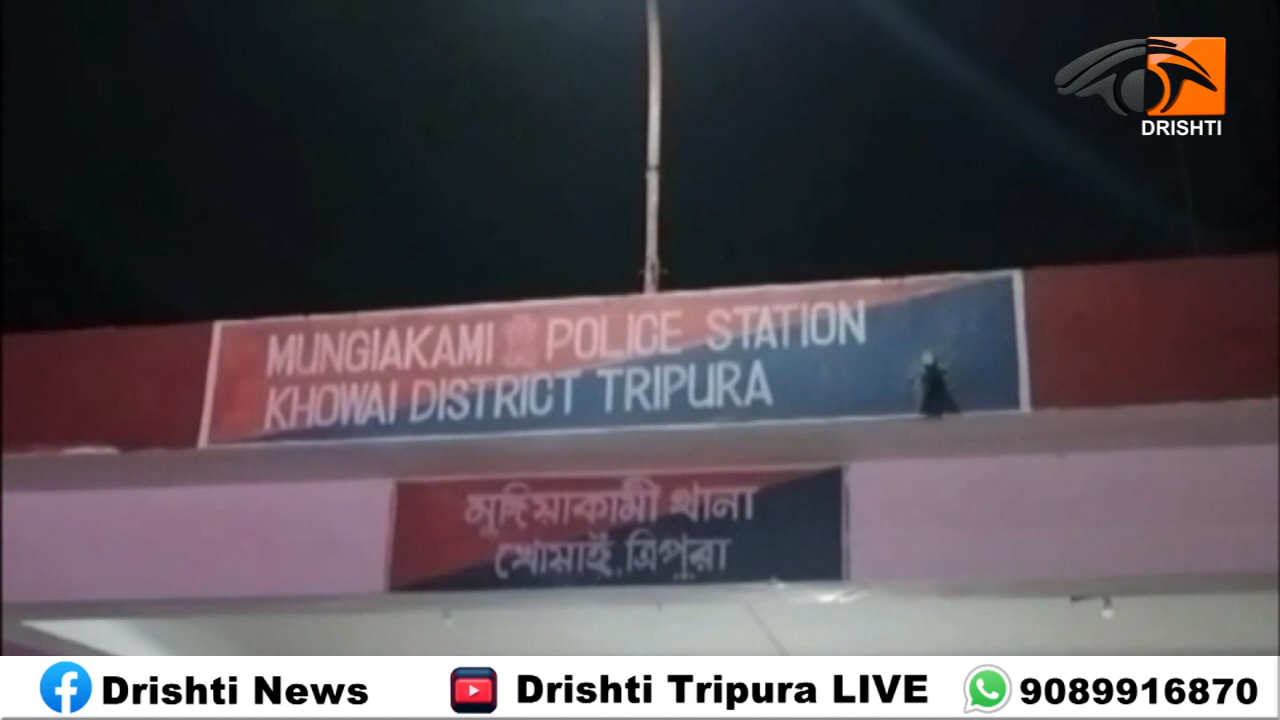 DRISHTI
MUNGIAKAMI POLICE STATION
KHOWAI DISTRICT TRIPURA
মুঙ্গিয়াকামী থানা
খোয়াই, ত্রিপুরা
Drishti News
Drishti Tripura LIVE
9089916870